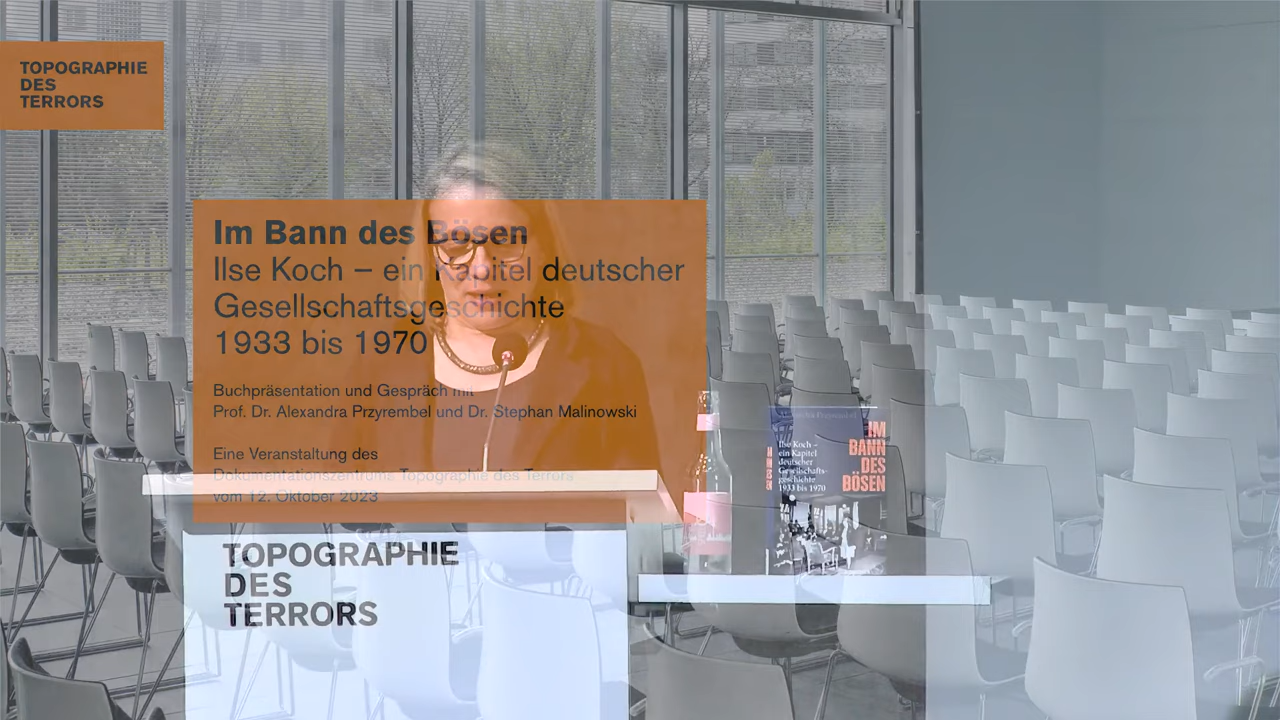 TOPOGRAPHIE
DES
TERRORS
Im Bann des Bösen
Ilse Koch – ein Kapitel deutscher
Gesellschaftsgeschichte
1933 bis 1970
Buchpräsentation und Gespräch mit
Prof. Dr. Alexandra Przyrembel und Dr. Stephan Malinowski
Eine Veranstaltung des
Dokumentationszentrums Topographie des Terrors
vom 12. Oktober 2023
Alexandra Przyrembel
IM
BANN
DES
BÖSEN
Ilse Koch –
ein Kapitel
deutscher
Gesellschafts-
geschichte
1933 bis 1970
TOPOGRAPHIE
DES
TERRORS